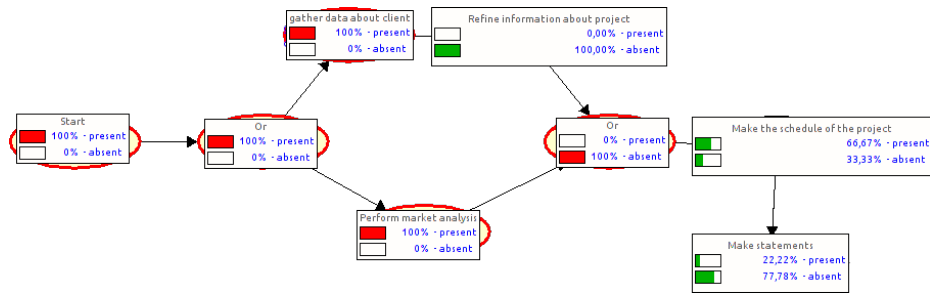 gather data about client
100% - present
0% - absent
Refine information about project
0,00% - present
100,00% - absent
Start
100% - present
0% - absent
Or
100% - present
0% - absent
Or
0% - present
100% - absent
Make the schedule of the project
66,67% - present
33,33% - absent
Perform market analysis
100% - present
0% - absent
Make statements
22,22% - present
77,78% - absent